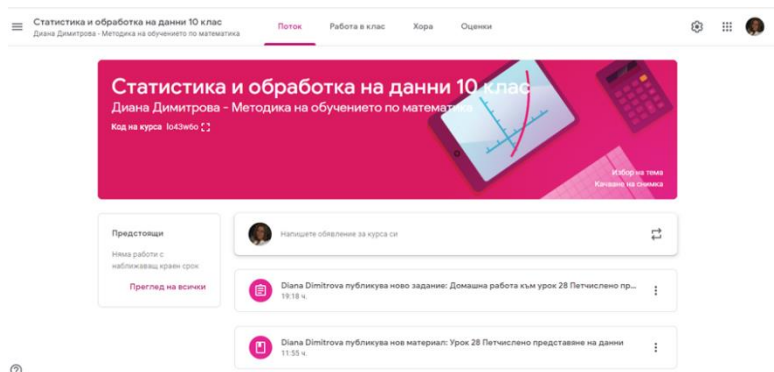 Статистика и обработка на данни 10 клас
Диана Димитрова - Методика на обучението по математика
Поток
Работа в клас
Хора
Оценки
Статистика и обработка на данни 10 клас
Диана Димитрова - Методика на обучението по математика
Код на курса lo43w6o
Избор на тема
Качване на снимка
Предстоящи
Няма работи с
наближаващ краен срок
Преглед на всички
Напишете обявление за курса си
Diana Dimitrova публикува ново задание: Домашна работа към урок 28 Петчислено пр...
19:18 ч.
Diana Dimitrova публикува нов материал: Урок 28 Петчислено представяне на данни
11:55 ч.